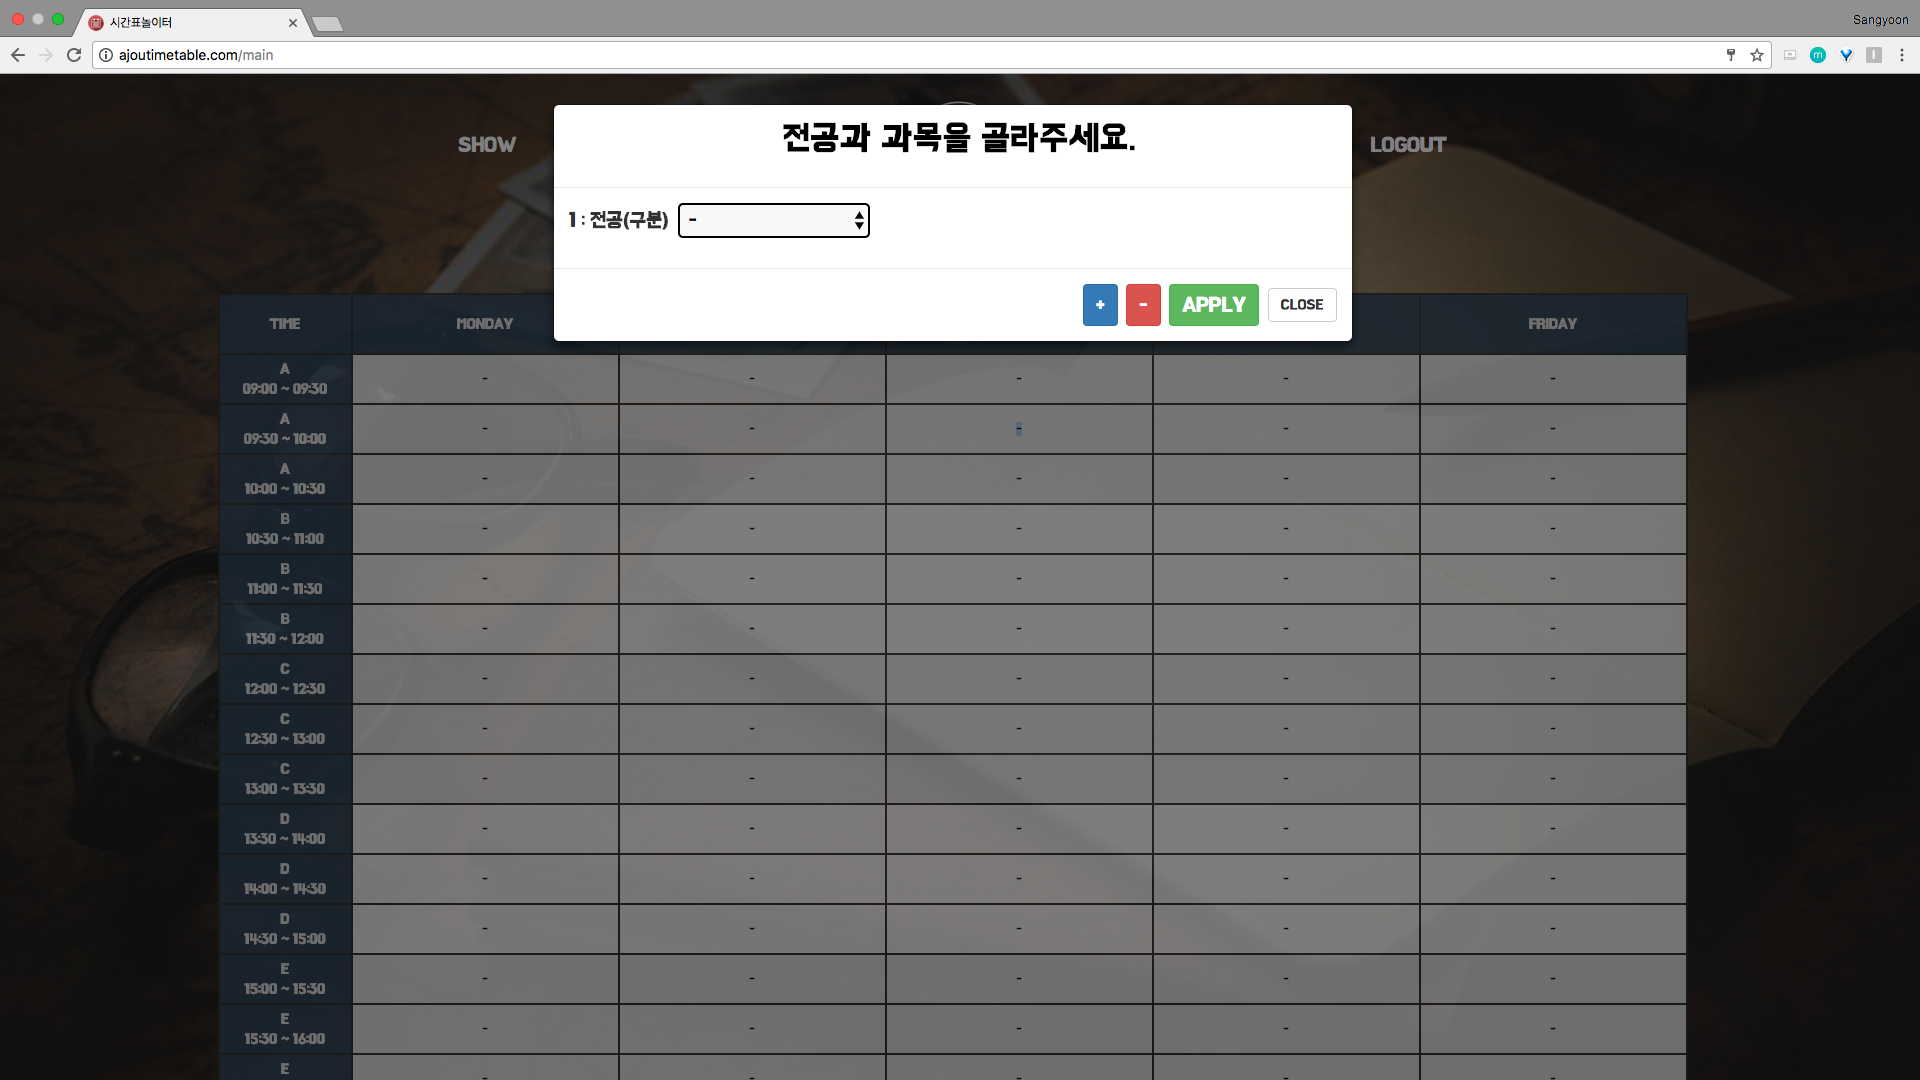 시간표놀이터
Sangyoon
ajoutimetable.com/main
SHOW
LOGOUT
전공과 과목을 골라주세요.
1 : 전공(구분) -
+ - APPLY CLOSE
TIME MONDAY FRIDAY
A
09:00 ~ 09:30 - - - - -
A
09:30 ~ 10:00 - - - - -
A
10:00 ~ 10:30 - - - - -
B
10:30 ~ 11:00 - - - - -
B
11:00 ~ 11:30 - - - - -
B
11:30 ~ 12:00 - - - - -
C
12:00 ~ 12:30 - - - - -
C
12:30 ~ 13:00 - - - - -
C
13:00 ~ 13:30 - - - - -
D
13:30 ~ 14:00 - - - - -
D
14:00 ~ 14:30 - - - - -
D
14:30 ~ 15:00 - - - - -
E
15:00 ~ 15:30 - - - - -
E
15:30 ~ 16:00 - - - - -
E
- - - - -